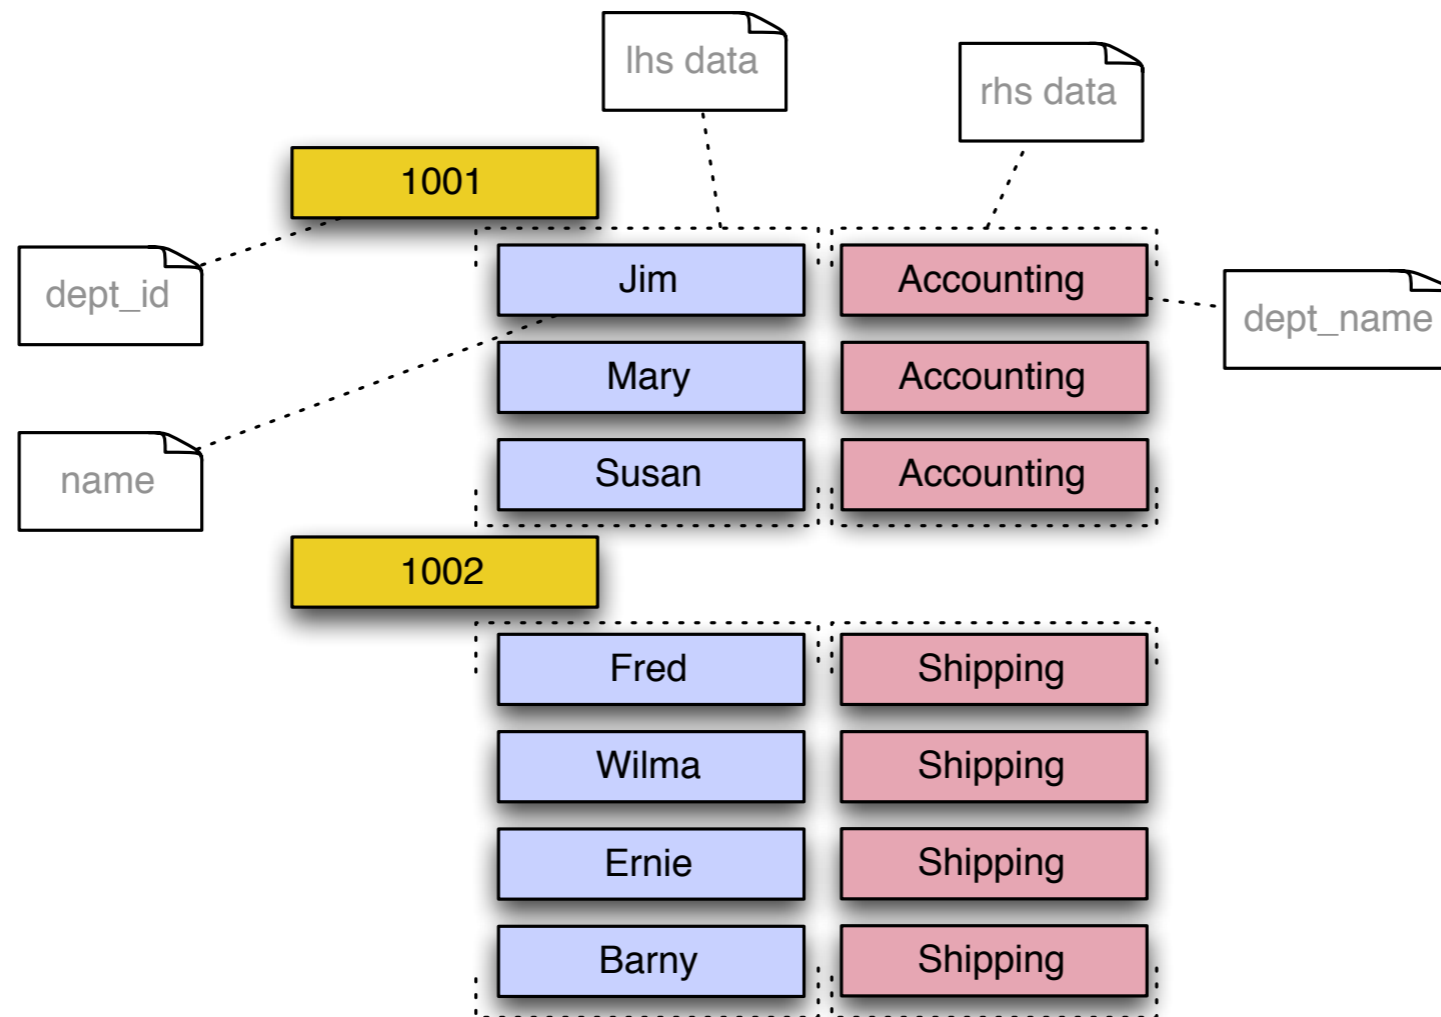 lhs data
rhs data
1001
dept_id
Jim
Accounting
dept_name
Mary
Accounting
name
Susan
Accounting
1002
Fred
Shipping
Wilma
Shipping
Ernie
Shipping
Barny
Shipping